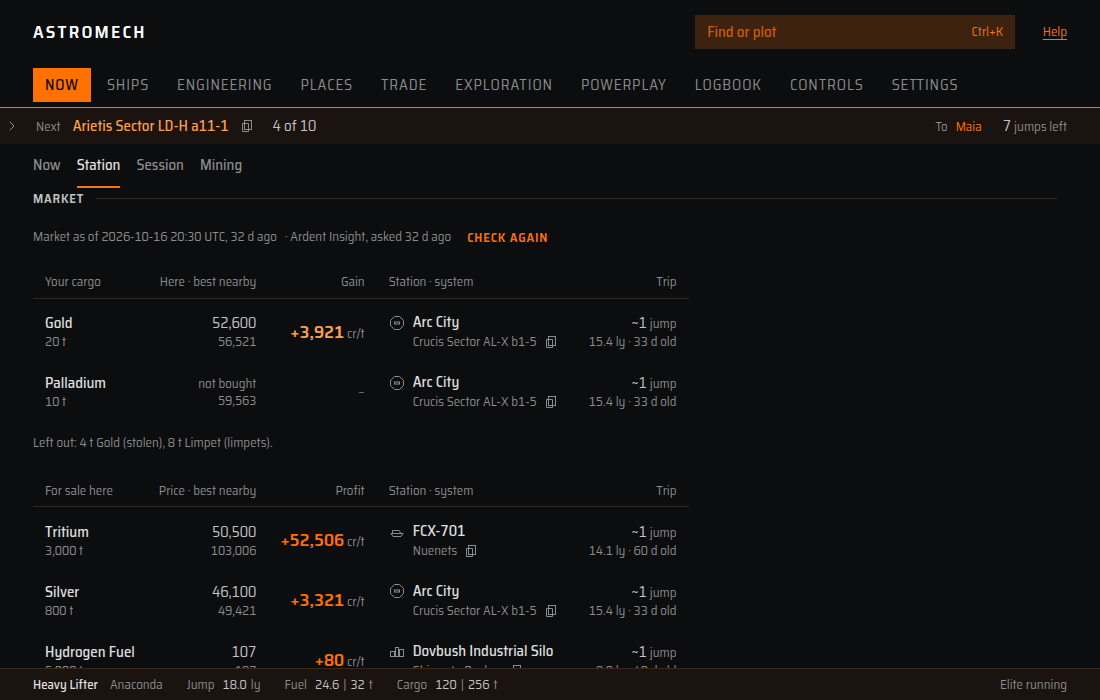 ASTROMECH
Find or plot Ctrl+K
Help
NOW SHIPS ENGINEERING PLACES TRADE EXPLORATION POWERPLAY LOGBOOK CONTROLS SETTINGS
Next Arietis Sector LD-H a11-1 4 of 10 To Maia 7 jumps left
Now Station Session Mining
MARKET
Market as of 2026-10-16 20:30 UTC, 32 d ago · Ardent Insight, asked 32 d ago CHECK AGAIN
Your cargo Here · best nearby Gain Station · system Trip
Gold 52,600 +3,921 cr/t Arc City ~1 jump
20 t 56,521 Crucis Sector AL-X b1-5 15.4 ly · 33 d old
Palladium not bought – Arc City ~1 jump
10 t 59,563 Crucis Sector AL-X b1-5 15.4 ly · 33 d old
Left out: 4 t Gold (stolen), 8 t Limpet (limpets).
For sale here Price · best nearby Profit Station · system Trip
Tritium 50,500 +52,506 cr/t FCX-701 ~1 jump
3,000 t 103,006 Nuenets 14.1 ly · 60 d old
Silver 46,100 +3,321 cr/t Arc City ~1 jump
800 t 49,421 Crucis Sector AL-X b1-5 15.4 ly · 33 d old
Hydrogen Fuel 107 +80 cr/t Dovbush Industrial Silo ~1 jump
Heavy Lifter Anaconda Jump 18.0 ly Fuel 24.6 | 32 t Cargo 120 | 256 t Elite running